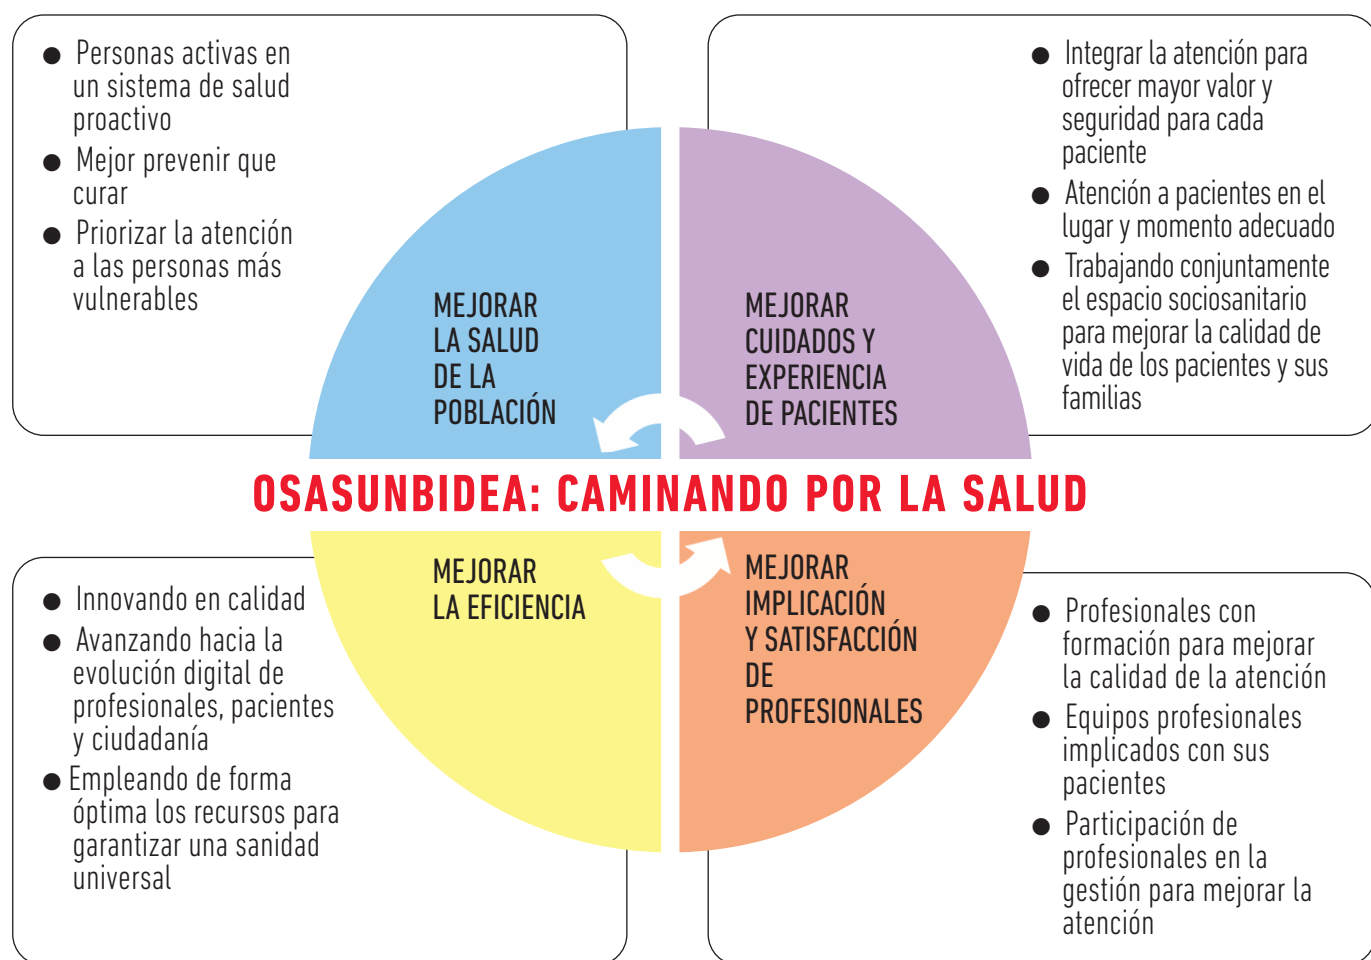 ● Personas activas en
un sistema de salud
proactivo
● Mejor prevenir que
curar
● Priorizar la atención
a las personas más
vulnerables
MEJORAR
LA SALUD
DE LA
POBLACIÓN
● Integrar la atención para
ofrecer mayor valor y
seguridad para cada
paciente
● Atención a pacientes en el
lugar y momento adecuado
● Trabajando conjuntamente
el espacio sociosanitario
para mejorar la calidad de
vida de los pacientes y sus
familias
MEJORAR
CUIDADOS Y
EXPERIENCIA
DE PACIENTES
OSASUNBIDEA: CAMINANDO POR LA SALUD
MEJORAR
LA EFICIENCIA
● Innovando en calidad
● Avanzando hacia la
evolución digital de
profesionales, pacientes
y ciudadanía
● Empleando de forma
óptima los recursos para
garantizar una sanidad
universal
MEJORAR
IMPLICACIÓN
Y SATISFACCIÓN
DE
PROFESIONALES
● Profesionales con
formación para mejorar
la calidad de la atención
● Equipos profesionales
implicados con sus
pacientes
● Participación de
profesionales en la
gestión para mejorar la
atención